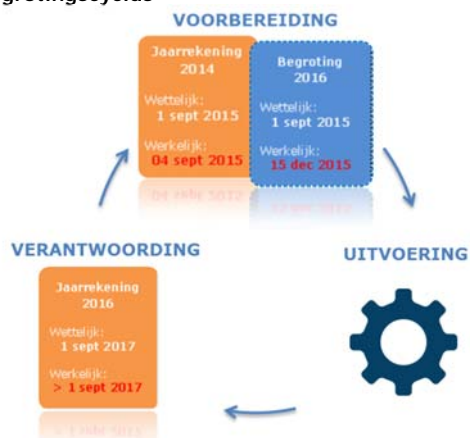 VOORBEREIDING
Jaarrekening
2014
Wettelijk:
1 sept 2015
Werkelijk:
04 sept 2015
Begroting
2016
Wettelijk:
1 sept 2015
Werkelijk:
15 dec 2015
VERANTWOORDING
Jaarrekening
2016
Wettelijk:
1 sept 2017
Werkelijk:
> 1 sept 2017
UITVOERING